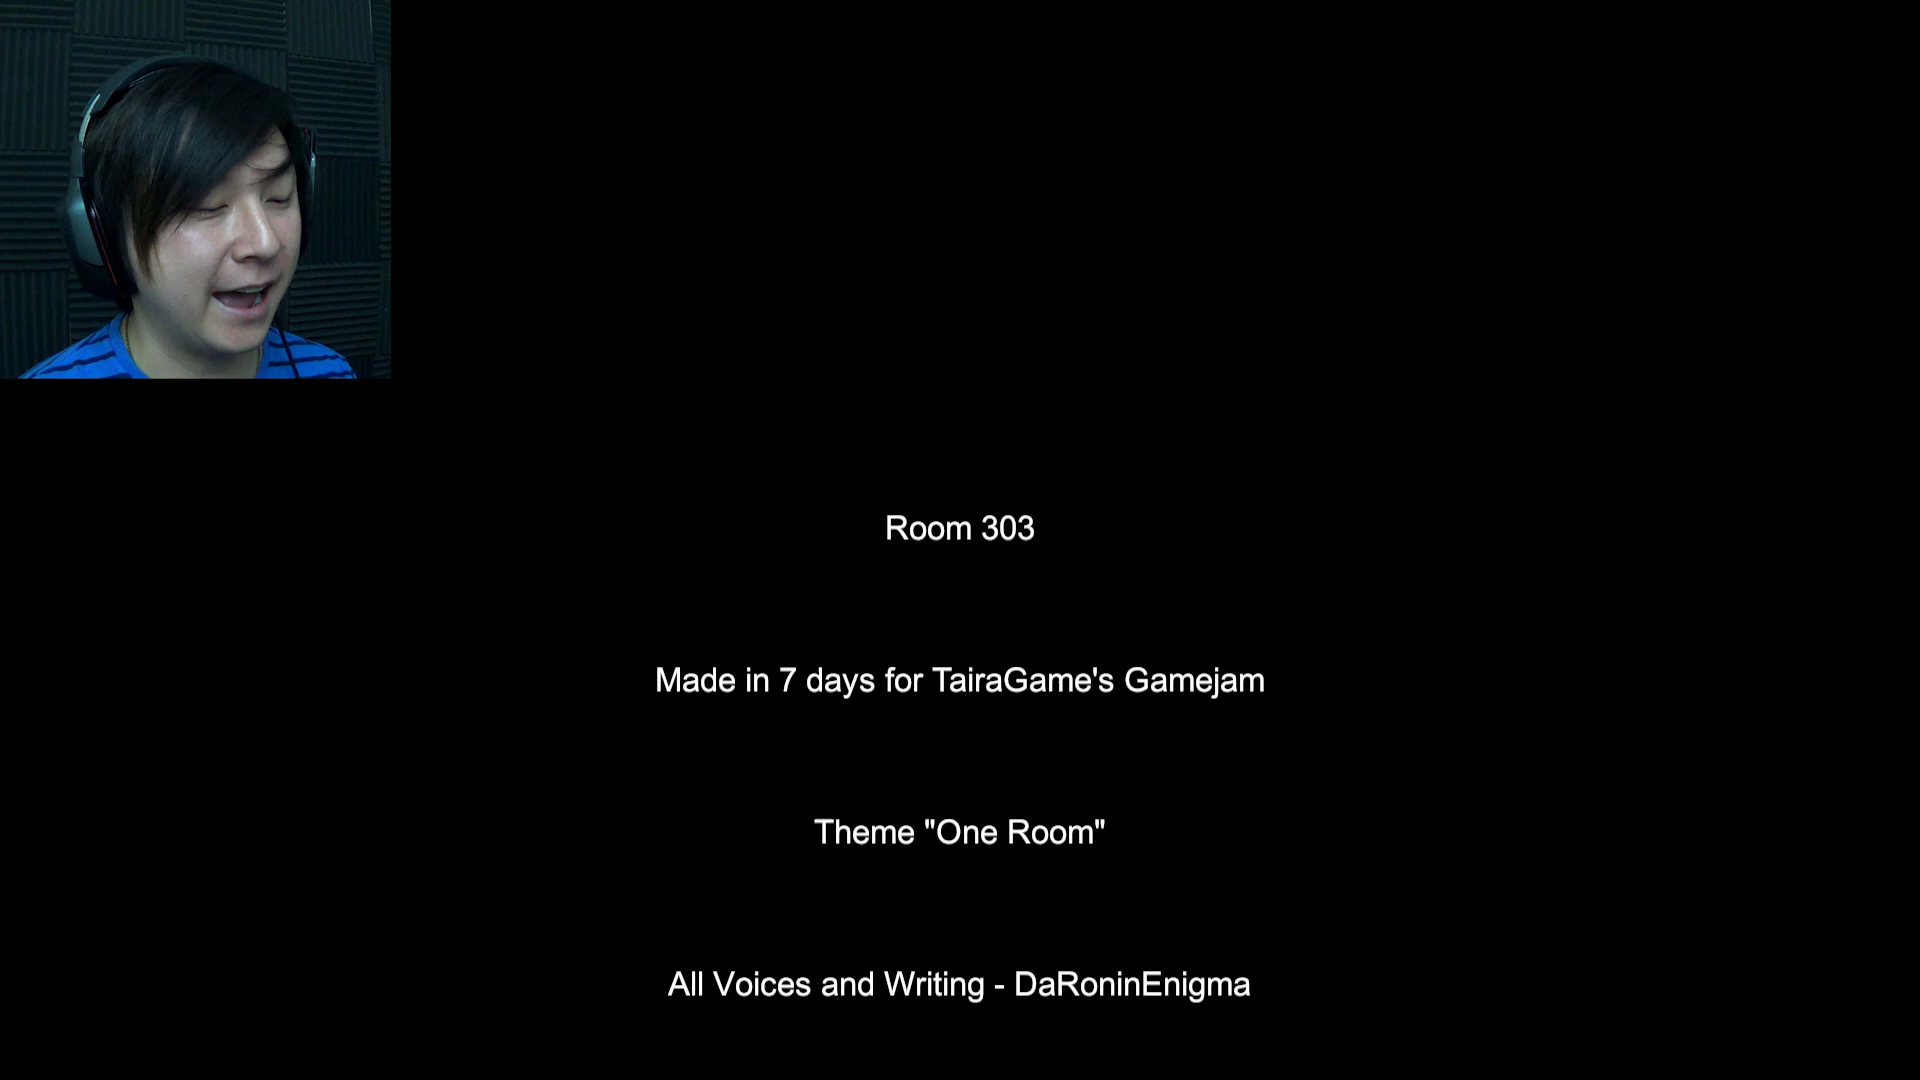 Room 303
Made in 7 days for TairaGame's Gamejam
Theme "One Room"
All Voices and Writing - DaRoninEnigma